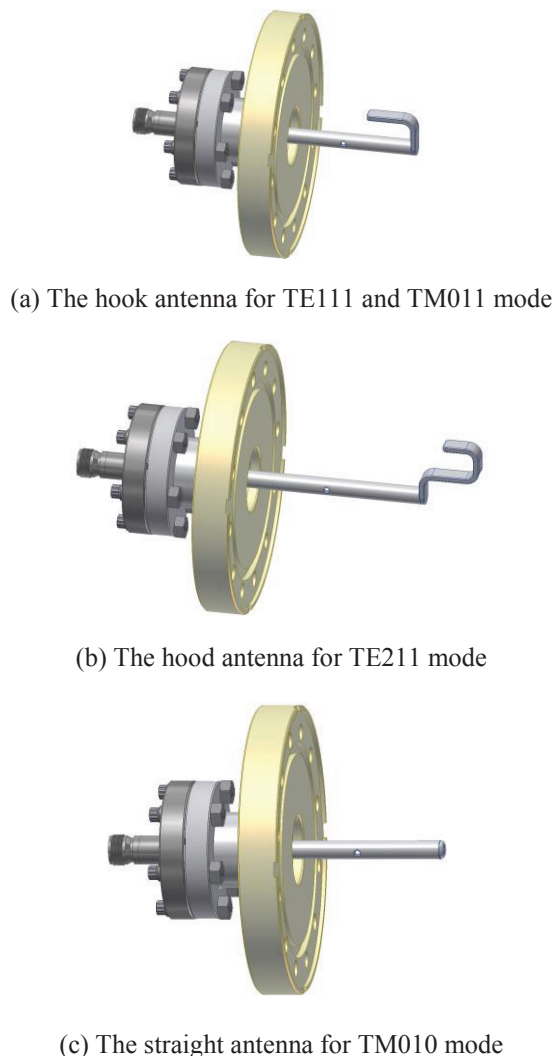 (a) The hook antenna for TE111 and TM011 mode
(b) The hood antenna for TE211 mode
(c) The straight antenna for TM010 mode